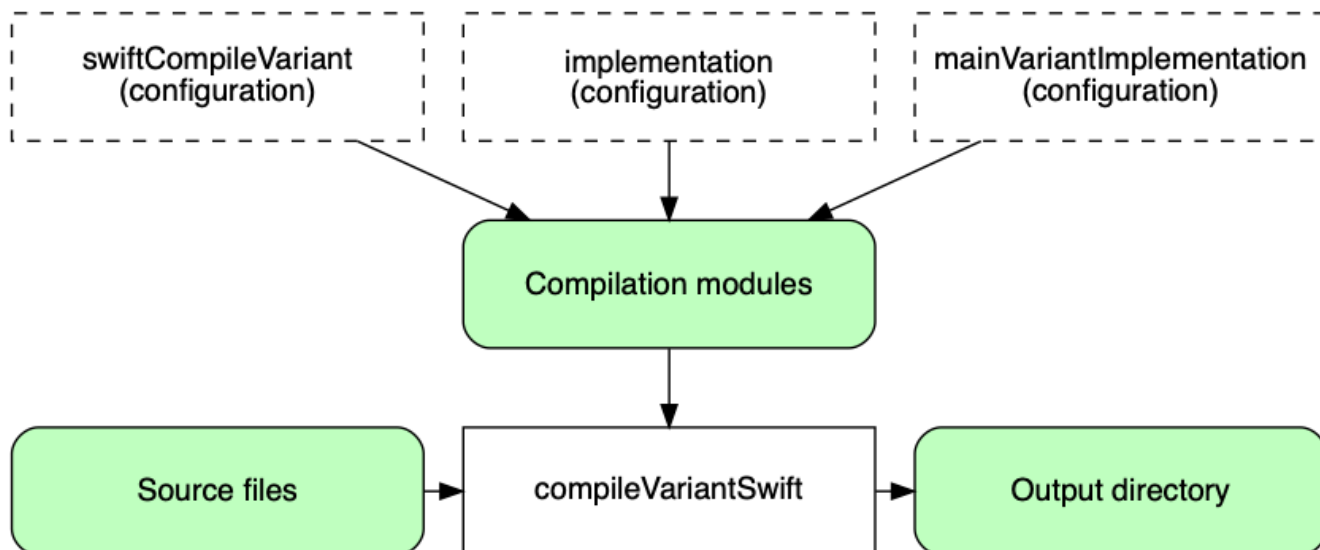 swiftCompileVariant
(configuration)
implementation
(configuration)
mainVariantImplementation
(configuration)
Compilation modules
Source files
compileVariantSwift
Output directory